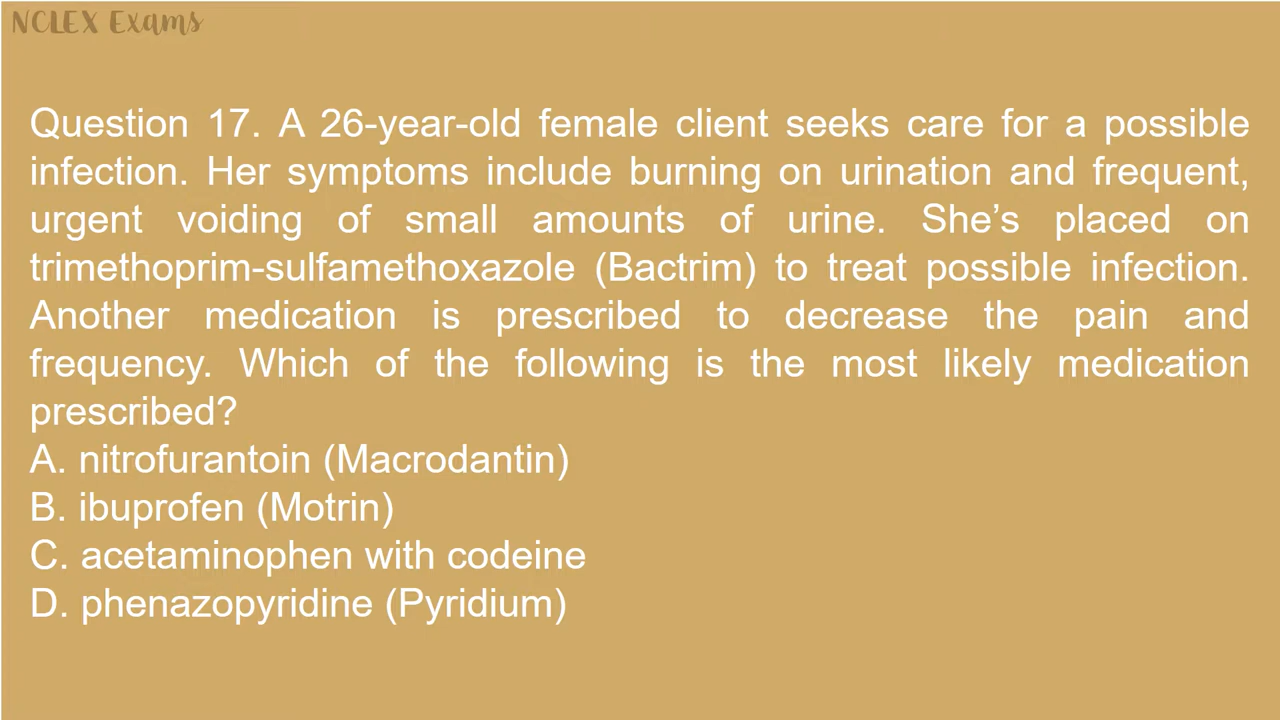 NCLEX Exams
Question 17. A 26-year-old female client seeks care for a possible
infection. Her symptoms include burning on urination and frequent,
urgent voiding of small amounts of urine. She’s placed on
trimethoprim-sulfamethoxazole (Bactrim) to treat possible infection.
Another medication is prescribed to decrease the pain and
frequency. Which of the following is the most likely medication
prescribed?
A. nitrofurantoin (Macrodantin)
B. ibuprofen (Motrin)
C. acetaminophen with codeine
D. phenazopyridine (Pyridium)